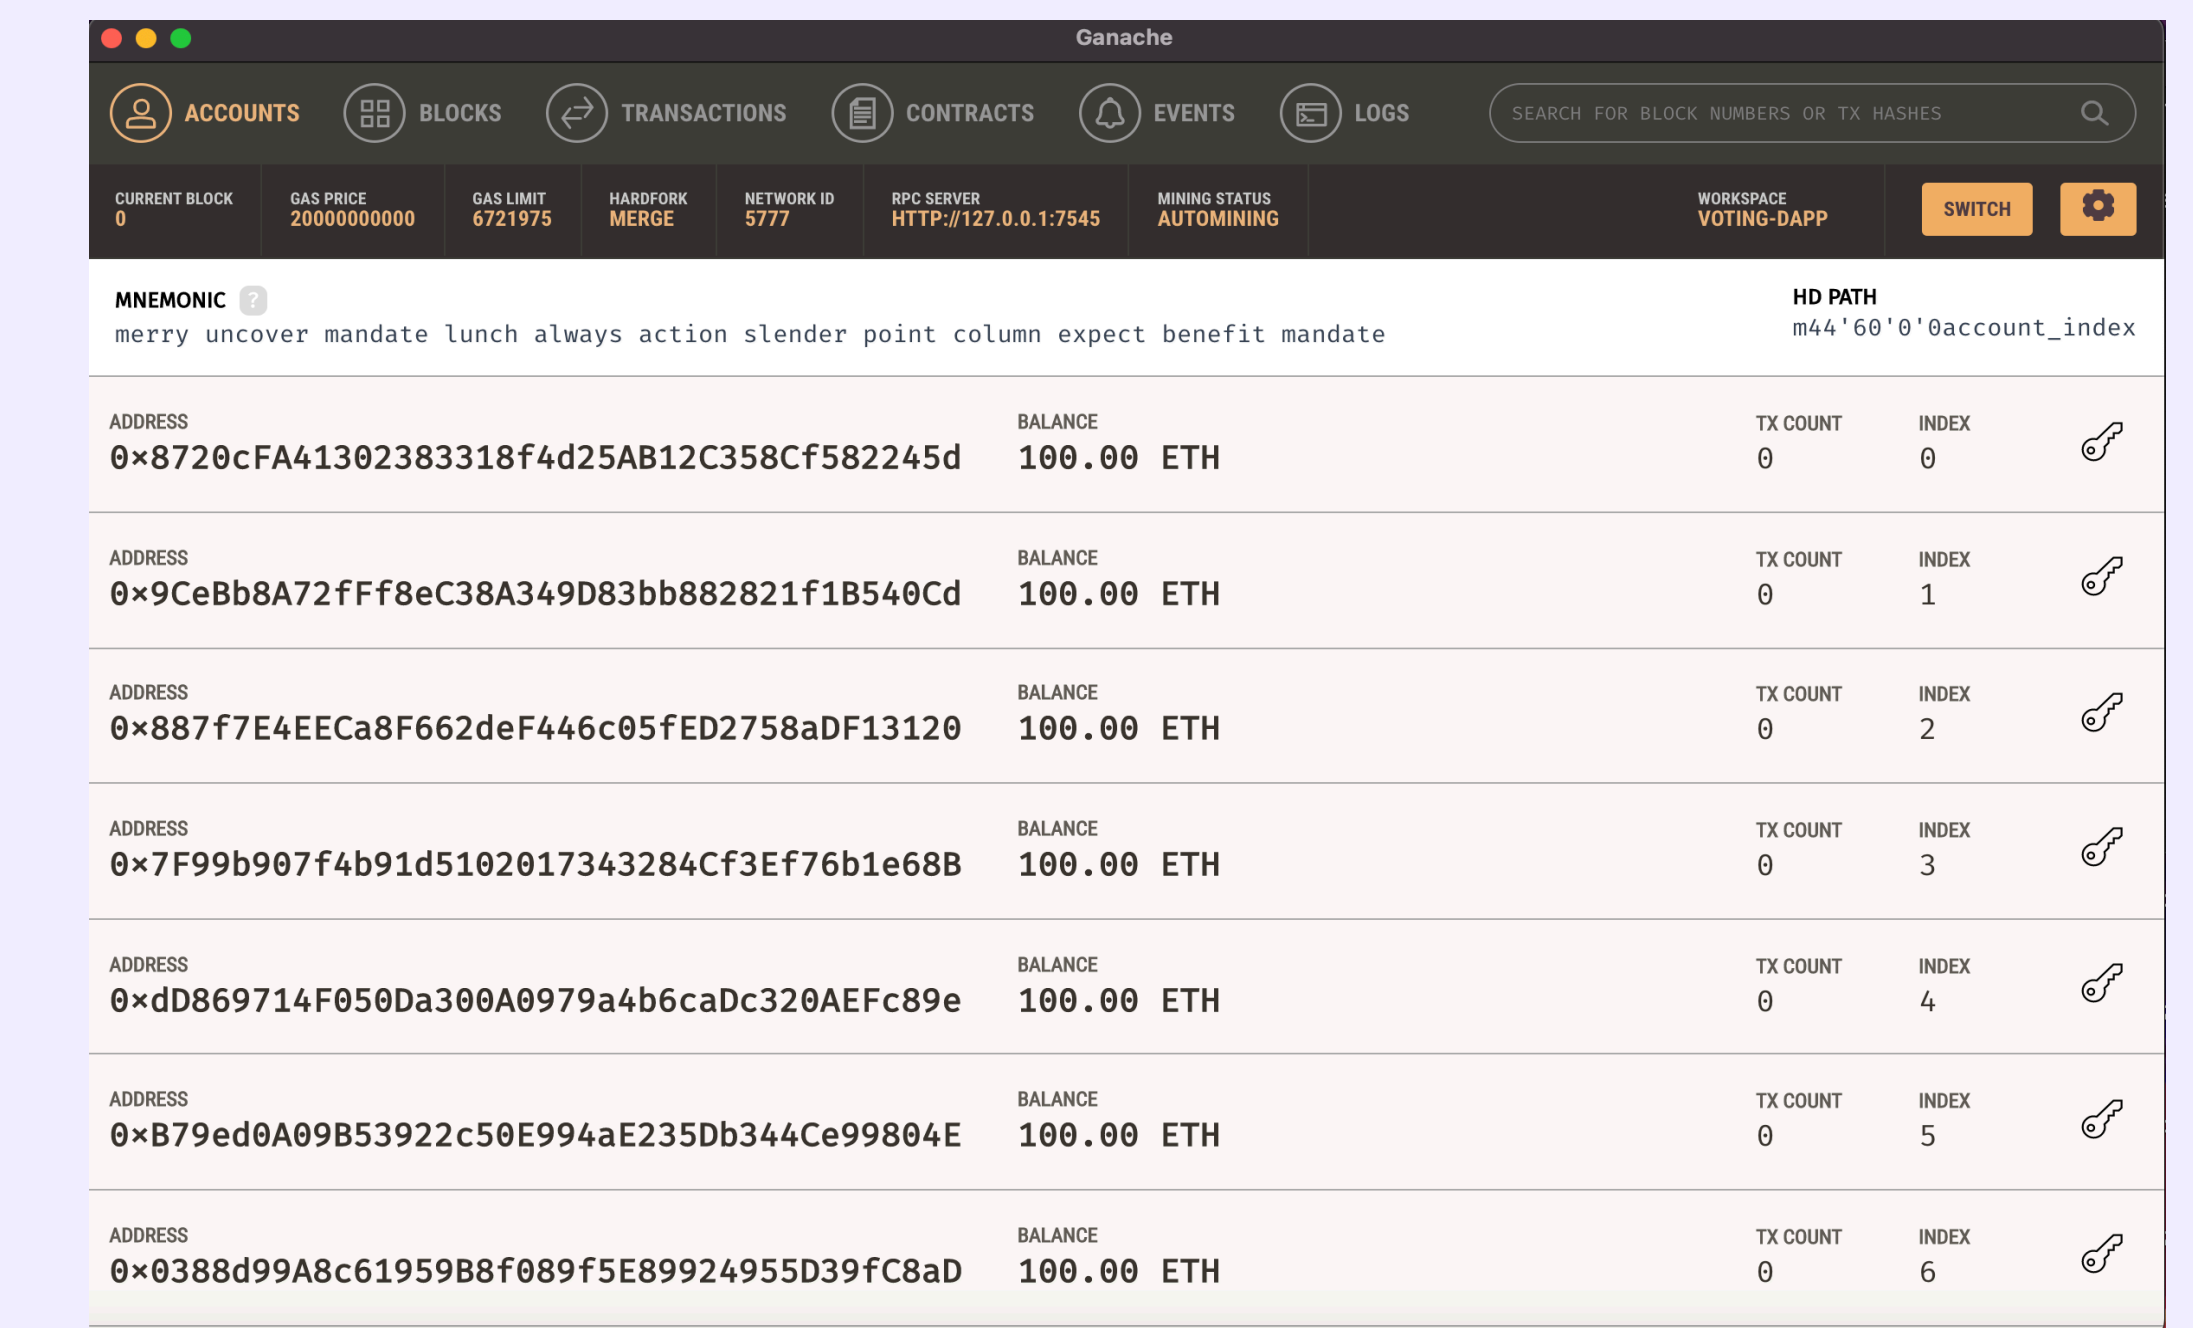 Ganache
ACCOUNTS BLOCKS TRANSACTIONS CONTRACTS EVENTS LOGS SEARCH FOR BLOCK NUMBERS OR TX HASHES
CURRENT BLOCK GAS PRICE GAS LIMIT HARDFORK NETWORK ID RPC SERVER MINING STATUS WORKSPACE
0 20000000000 6721975 MERGE 5777 HTTP://127.0.0.1:7545 AUTOMINING VOTING-DAPP SWITCH
MNEMONIC ? HD PATH
merry uncover mandate lunch always action slender point column expect benefit mandate m44'60'0'0account_index
ADDRESS BALANCE TX COUNT INDEX
0×8720cFA41302383318f4d25AB12C358Cf582245d 100.00 ETH 0 0
ADDRESS BALANCE TX COUNT INDEX
0×9CeBb8A72fFf8eC38A349D83bb882821f1B540Cd 100.00 ETH 0 1
ADDRESS BALANCE TX COUNT INDEX
0×887f7E4EECa8F662deF446c05fED2758aDF13120 100.00 ETH 0 2
ADDRESS BALANCE TX COUNT INDEX
0×7F99b907f4b91d5102017343284Cf3Ef76b1e68B 100.00 ETH 0 3
ADDRESS BALANCE TX COUNT INDEX
0×dD869714F050Da300A0979a4b6caDc320AEFc89e 100.00 ETH 0 4
ADDRESS BALANCE TX COUNT INDEX
0×B79ed0A09B53922c50E994aE235Db344Ce99804E 100.00 ETH 0 5
ADDRESS BALANCE TX COUNT INDEX
0×0388d99A8c61959B8f089f5E89924955D39fC8aD 100.00 ETH 0 6